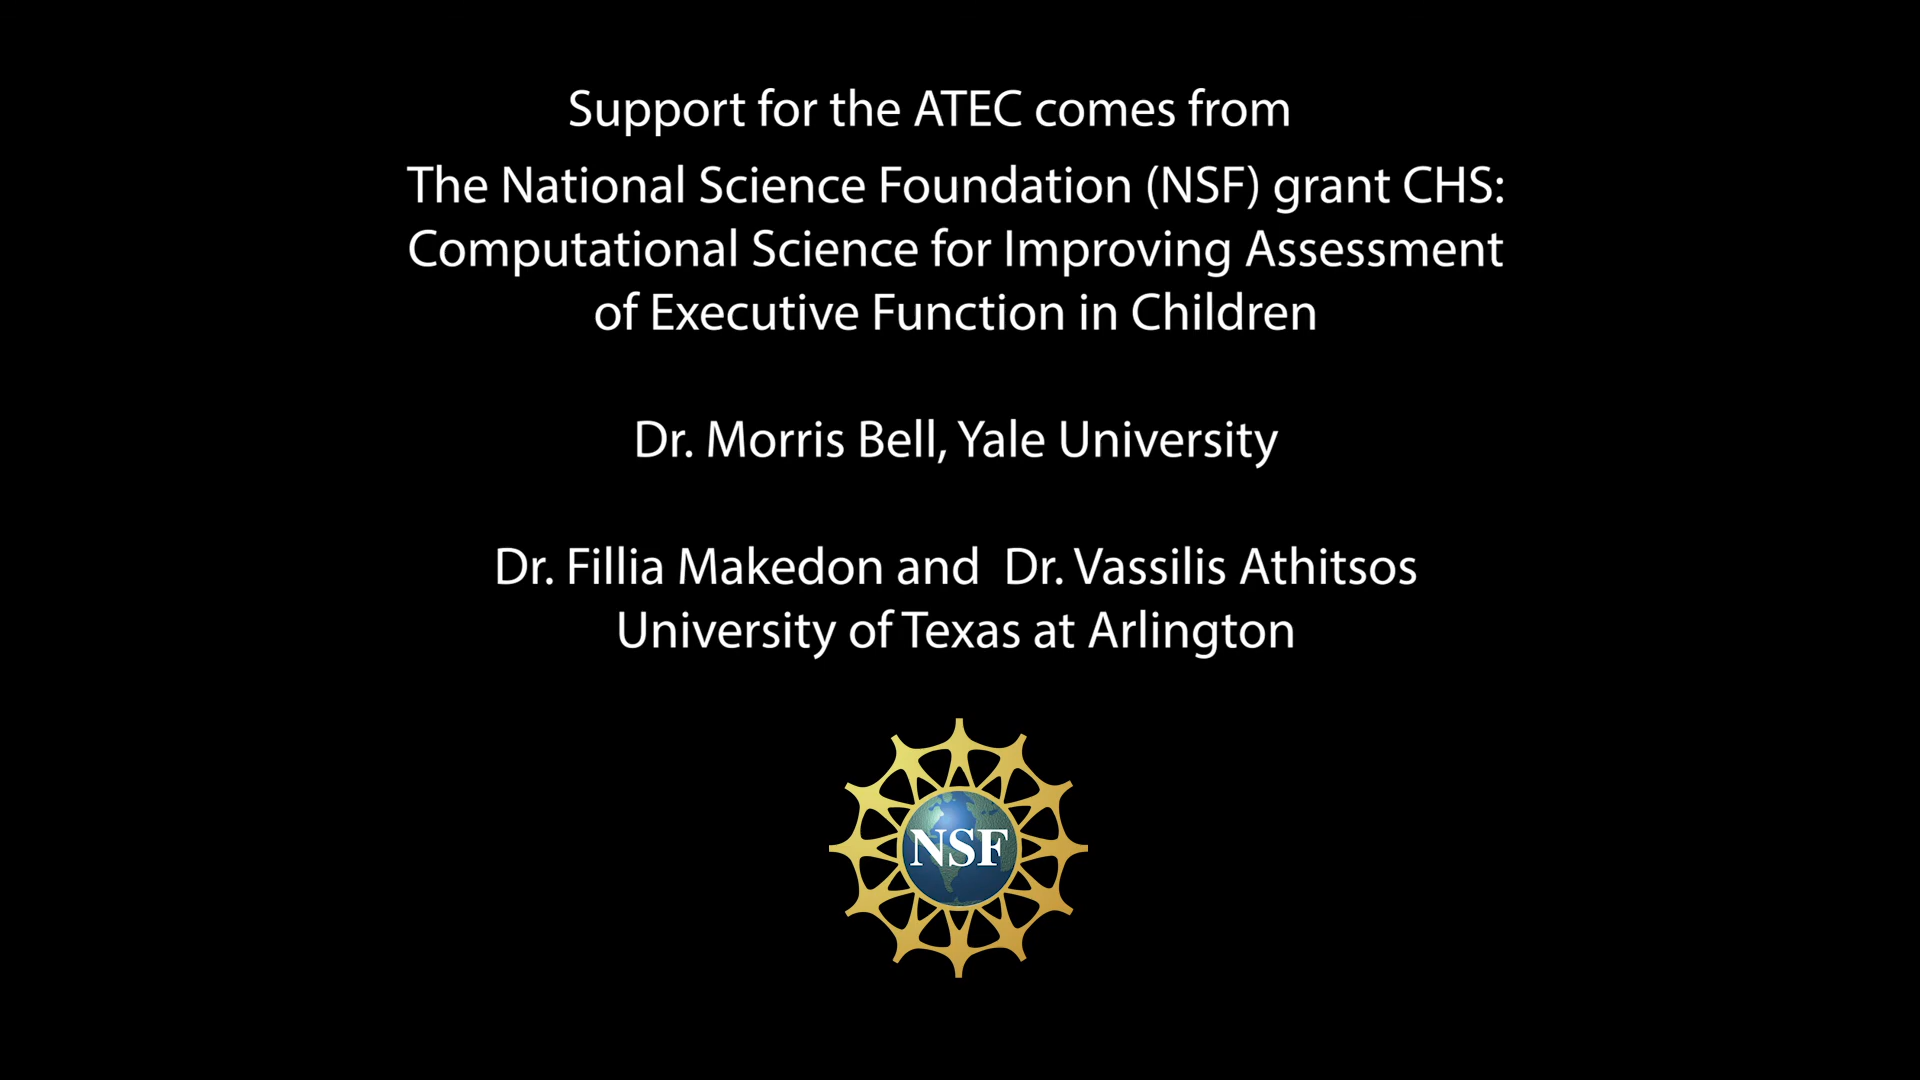 Support for the ATEC comes from
The National Science Foundation (NSF) grant CHS:
Computational Science for Improving Assessment
of Executive Function in Children
Dr. Morris Bell, Yale University
Dr. Fillia Makedon and  Dr. Vassilis Athitsos
University of Texas at Arlington
NSF